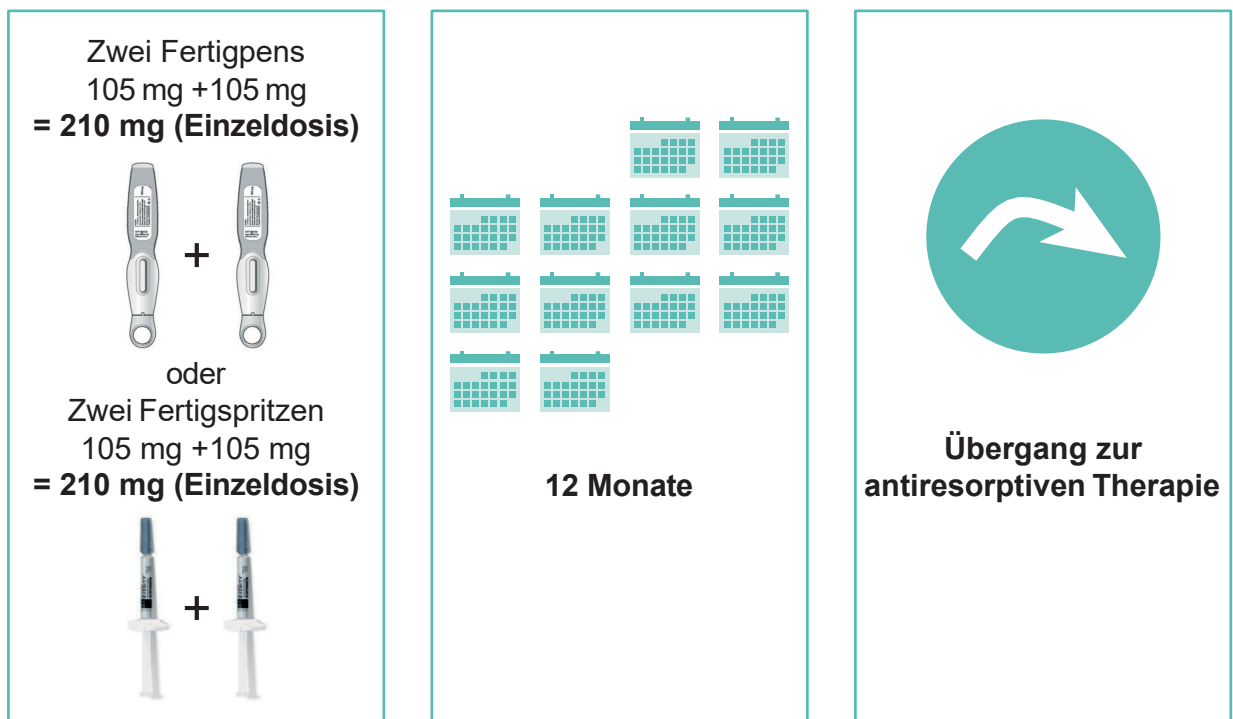 Zwei Fertigpens
105 mg +105 mg
= 210 mg (Einzeldosis)
+
oder
Zwei Fertigspritzen
105 mg +105 mg
= 210 mg (Einzeldosis)
+
12 Monate
Übergang zur
antiresorptiven Therapie